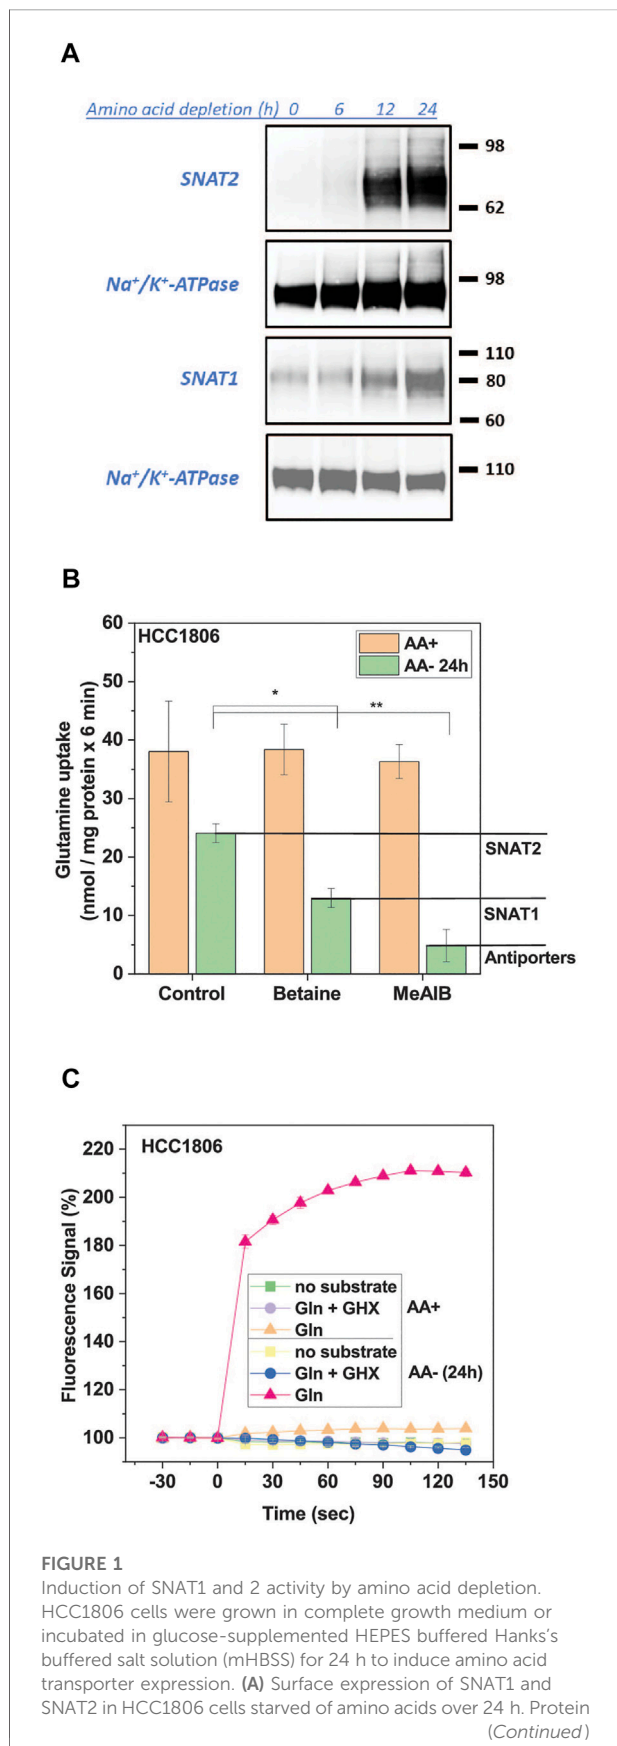 A
Amino acid depletion (h) 0 6 12 24
SNAT2
98
62
Na⁺/K⁺-ATPase
98
SNAT1
110
80
60
Na⁺/K⁺-ATPase
110
B
HCC1806
AA+
AA- 24h
*
**
Glutamine uptake
(nmol / mg protein x 6 min)
60
50
40
30
20
10
0
SNAT2
SNAT1
Antiporters
Control Betaine MeAIB
C
HCC1806
Fluorescence Signal (%)
220
200
180
160
140
120
100
no substrate
Gln + GHX AA+
Gln
no substrate
Gln + GHX AA- (24h)
Gln
-30 0 30 60 90 120 150
Time (sec)
FIGURE 1
Induction of SNAT1 and 2 activity by amino acid depletion.
HCC1806 cells were grown in complete growth medium or
incubated in glucose-supplemented HEPES buffered Hanks's
buffered salt solution (mHBSS) for 24 h to induce amino acid
transporter expression. (A) Surface expression of SNAT1 and
SNAT2 in HCC1806 cells starved of amino acids over 24 h. Protein
(Continued)